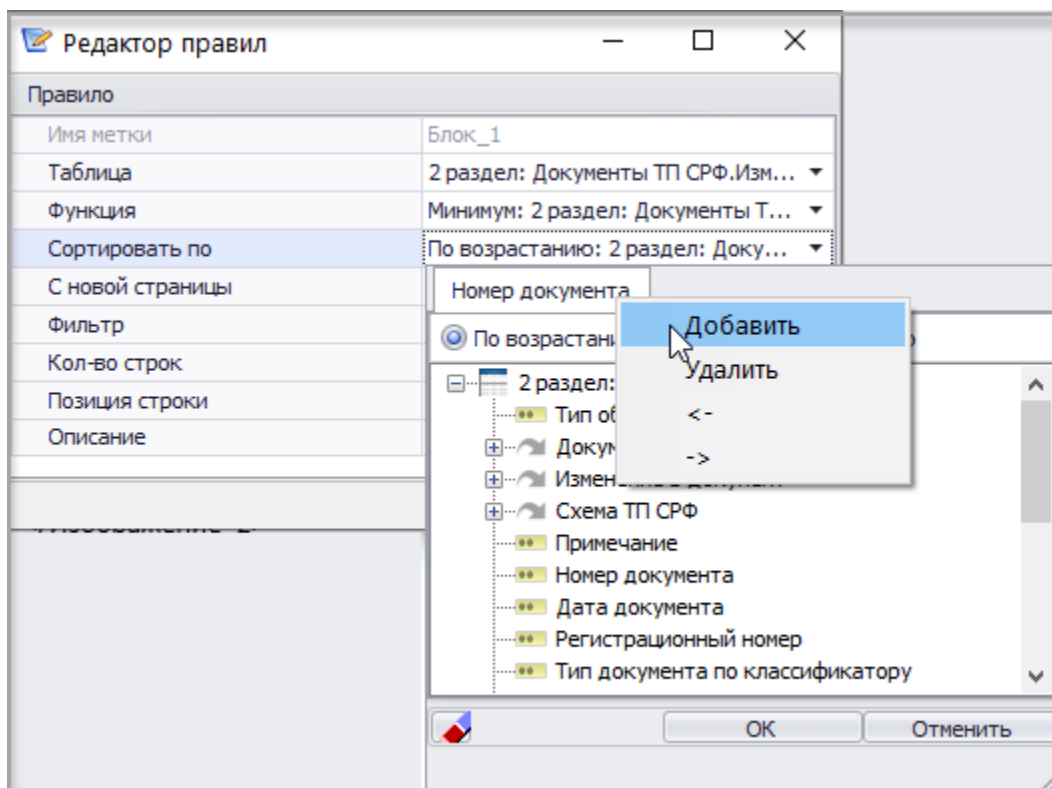 Редактор правил
Правило
Имя метки Блок_1
Таблица 2 раздел: Документы ТП СРФ.Изм...
Функция Минимум: 2 раздел: Документы Т...
Сортировать по По возрастанию: 2 раздел: Доку...
С новой страницы
Фильтр
Кол-во строк
Позиция строки
Описание
Номер документа
По возрастани
Добавить
Удалить
<-
->
2 раздел:
Тип об
Докум
Схема ТП СРФ
Примечание
Номер документа
Дата документа
Регистрационный номер
Тип документа по классификатору
ОК Отменить